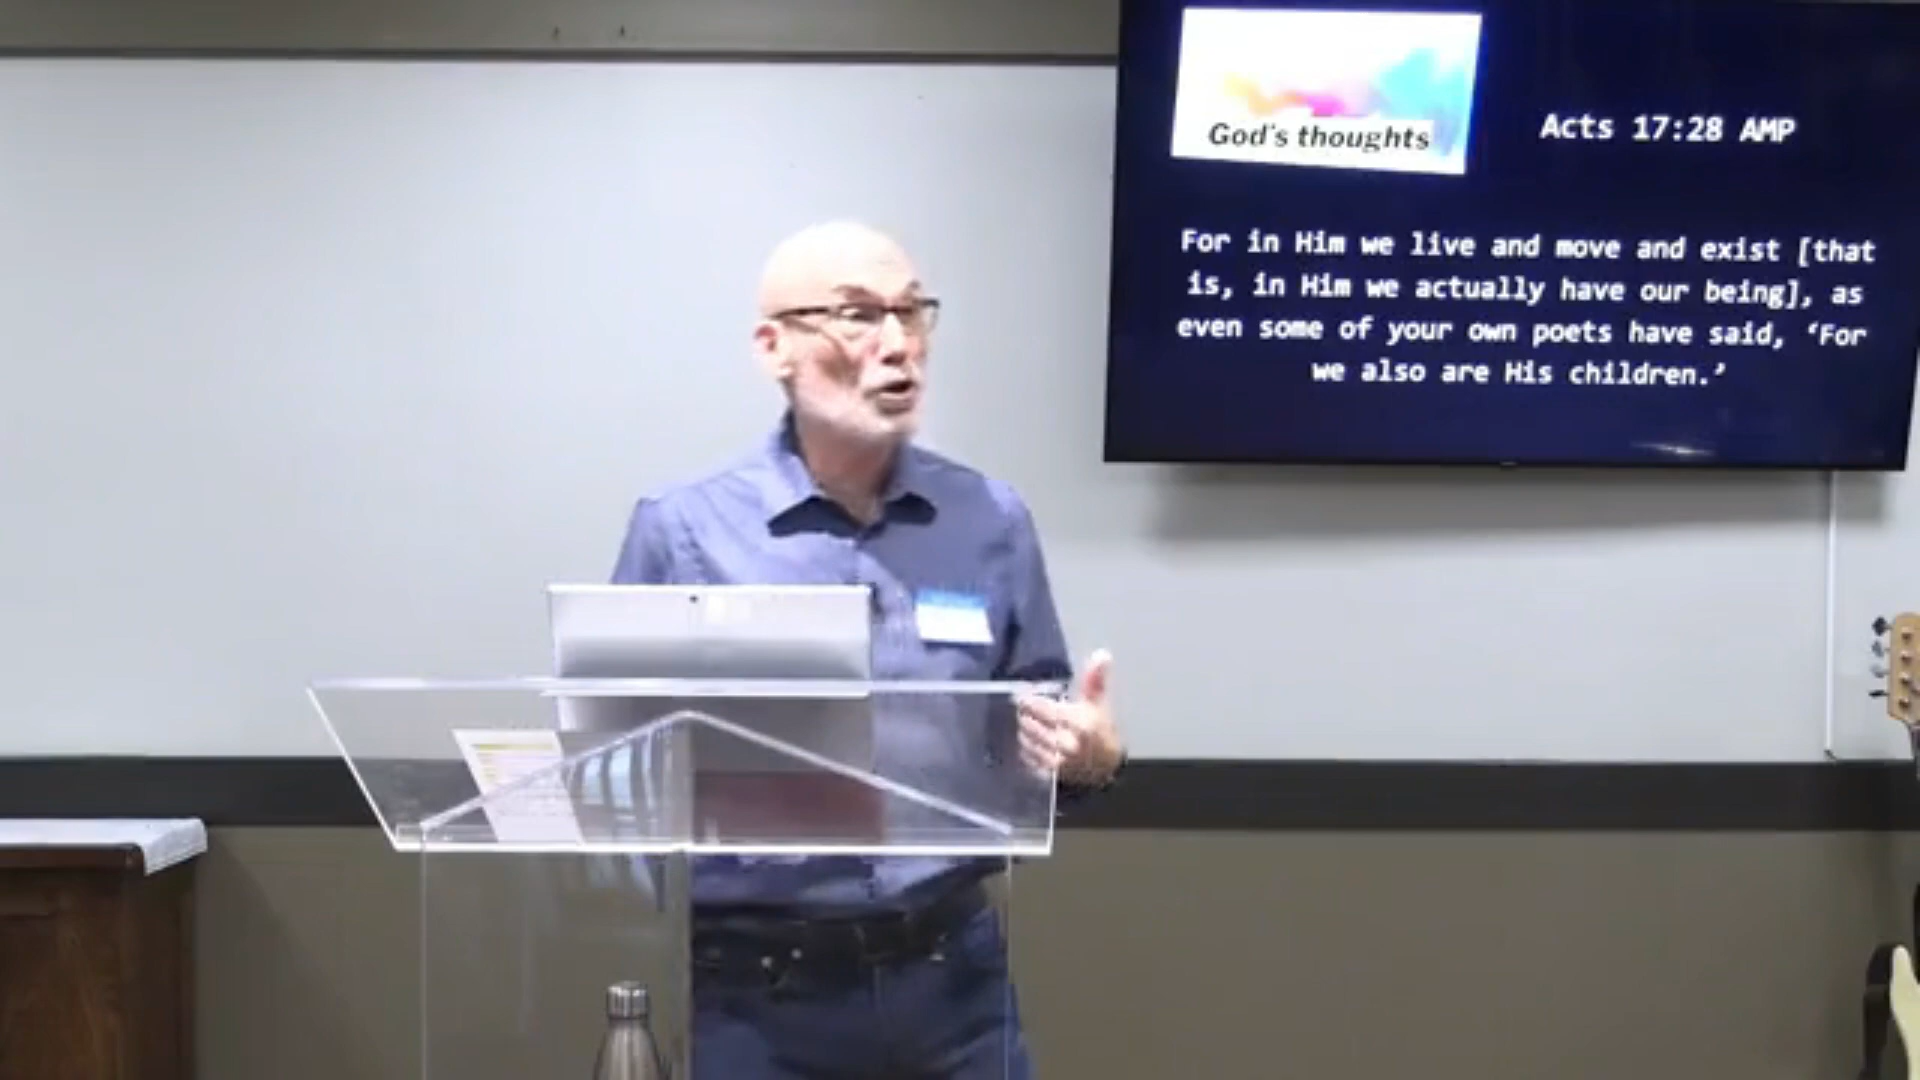 God's thoughts
Acts 17:28 AMP
For in Him we live and move and exist [that
is, in Him we actually have our being], as
even some of your own poets have said, ‘For
we also are His children.’